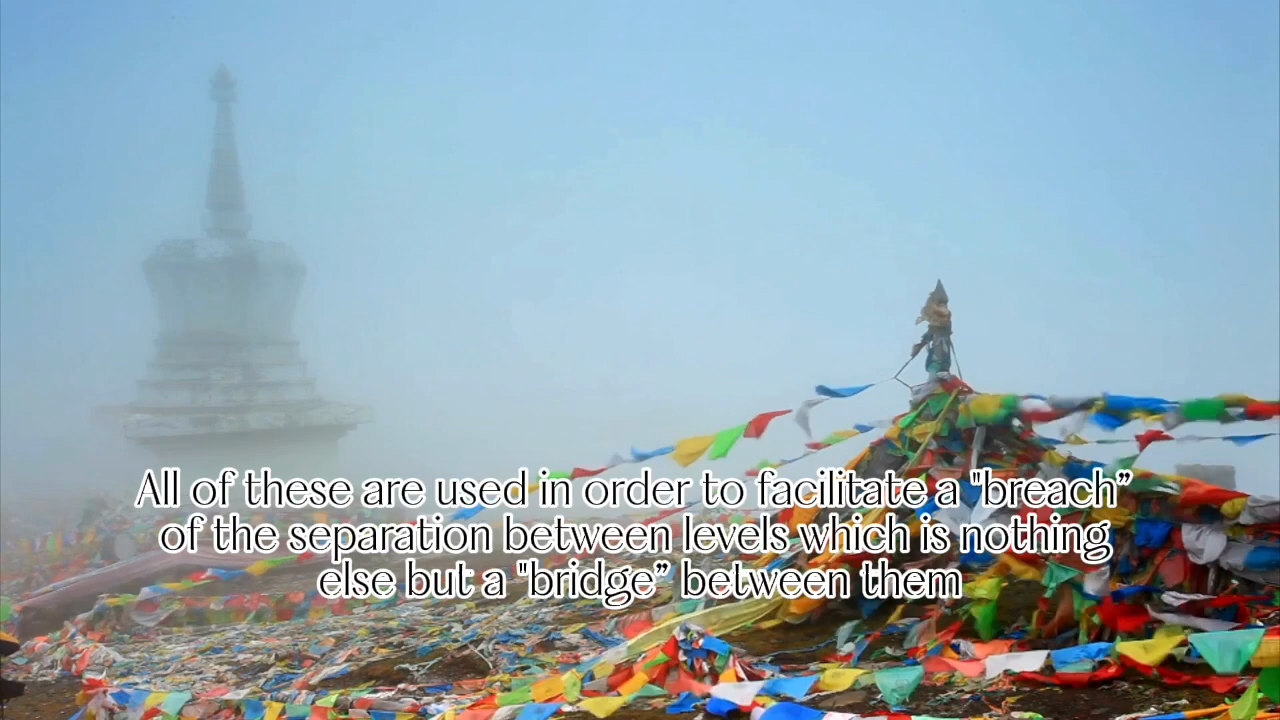 All of these are used in order to facilitate a "breach”
of the separation between levels which is nothing
else but a "bridge” between them